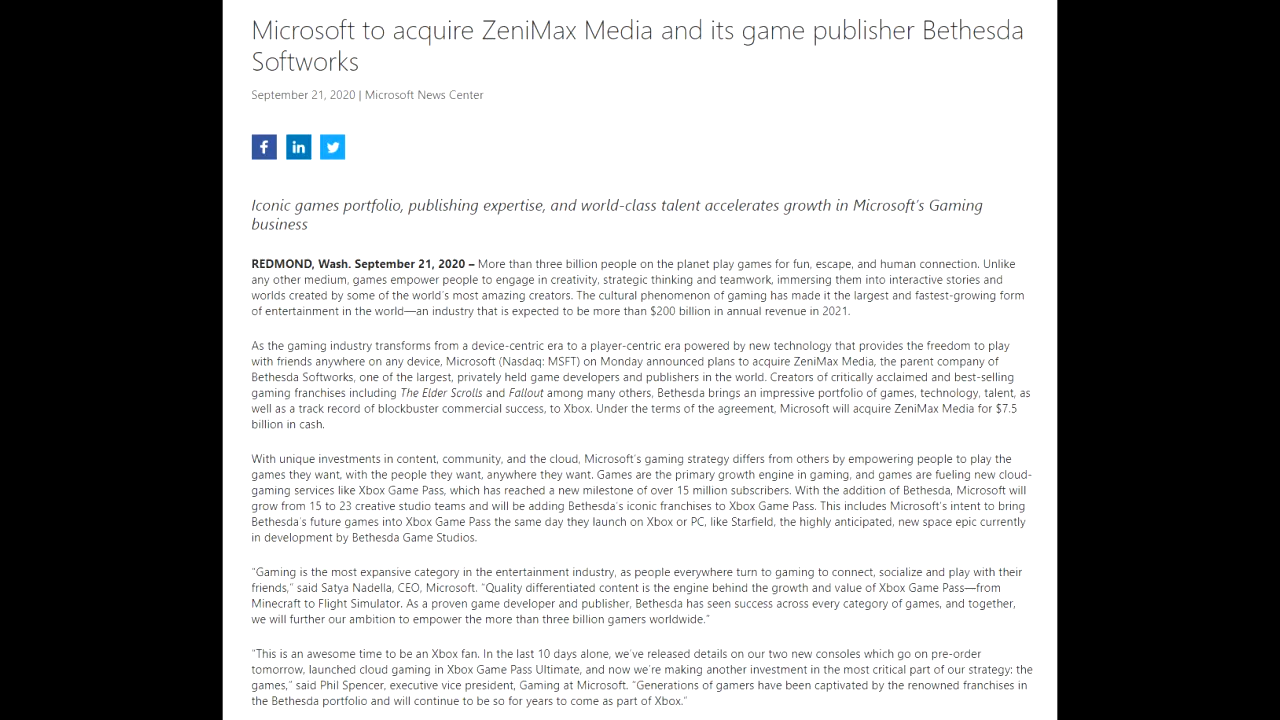 Microsoft to acquire ZeniMax Media and its game publisher Bethesda
Softworks
September 21, 2020 | Microsoft News Center
f in
Iconic games portfolio, publishing expertise, and world-class talent accelerates growth in Microsoft's Gaming
business
REDMOND, Wash. September 21, 2020 – More than three billion people on the planet play games for fun, escape, and human connection. Unlike
any other medium, games empower people to engage in creativity, strategic thinking and teamwork, immersing them into interactive stories and
worlds created by some of the world's most amazing creators. The cultural phenomenon of gaming has made it the largest and fastest-growing form
of entertainment in the world—an industry that is expected to be more than $200 billion in annual revenue in 2021.
As the gaming industry transforms from a device-centric era to a player-centric era powered by new technology that provides the freedom to play
with friends anywhere on any device, Microsoft (Nasdaq: MSFT) on Monday announced plans to acquire ZeniMax Media, the parent company of
Bethesda Softworks, one of the largest, privately held game developers and publishers in the world. Creators of critically acclaimed and best-selling
gaming franchises including The Elder Scrolls and Fallout among many others, Bethesda brings an impressive portfolio of games, technology, talent, as
well as a track record of blockbuster commercial success, to Xbox. Under the terms of the agreement, Microsoft will acquire ZeniMax Media for $7.5
billion in cash.
With unique investments in content, community, and the cloud, Microsoft's gaming strategy differs from others by empowering people to play the
games they want, with the people they want, anywhere they want. Games are the primary growth engine in gaming, and games are fueling new cloud-
gaming services like Xbox Game Pass, which has reached a new milestone of over 15 million subscribers. With the addition of Bethesda, Microsoft will
grow from 15 to 23 creative studio teams and will be adding Bethesda's iconic franchises to Xbox Game Pass. This includes Microsoft's intent to bring
Bethesda's future games into Xbox Game Pass the same day they launch on Xbox or PC, like Starfield, the highly anticipated, new space epic currently
in development by Bethesda Game Studios.
"Gaming is the most expansive category in the entertainment industry, as people everywhere turn to gaming to connect, socialize and play with their
friends," said Satya Nadella, CEO, Microsoft. "Quality differentiated content is the engine behind the growth and value of Xbox Game Pass—from
Minecraft to Flight Simulator. As a proven game developer and publisher, Bethesda has seen success across every category of games, and together,
we will further our ambition to empower the more than three billion gamers worldwide."
"This is an awesome time to be an Xbox fan. In the last 10 days alone, we've released details on our two new consoles which go on pre-order
tomorrow, launched cloud gaming in Xbox Game Pass Ultimate, and now we're making another investment in the most critical part of our strategy: the
games," said Phil Spencer, executive vice president, Gaming at Microsoft. "Generations of gamers have been captivated by the renowned franchises in
the Bethesda portfolio and will continue to be so for years to come as part of Xbox."